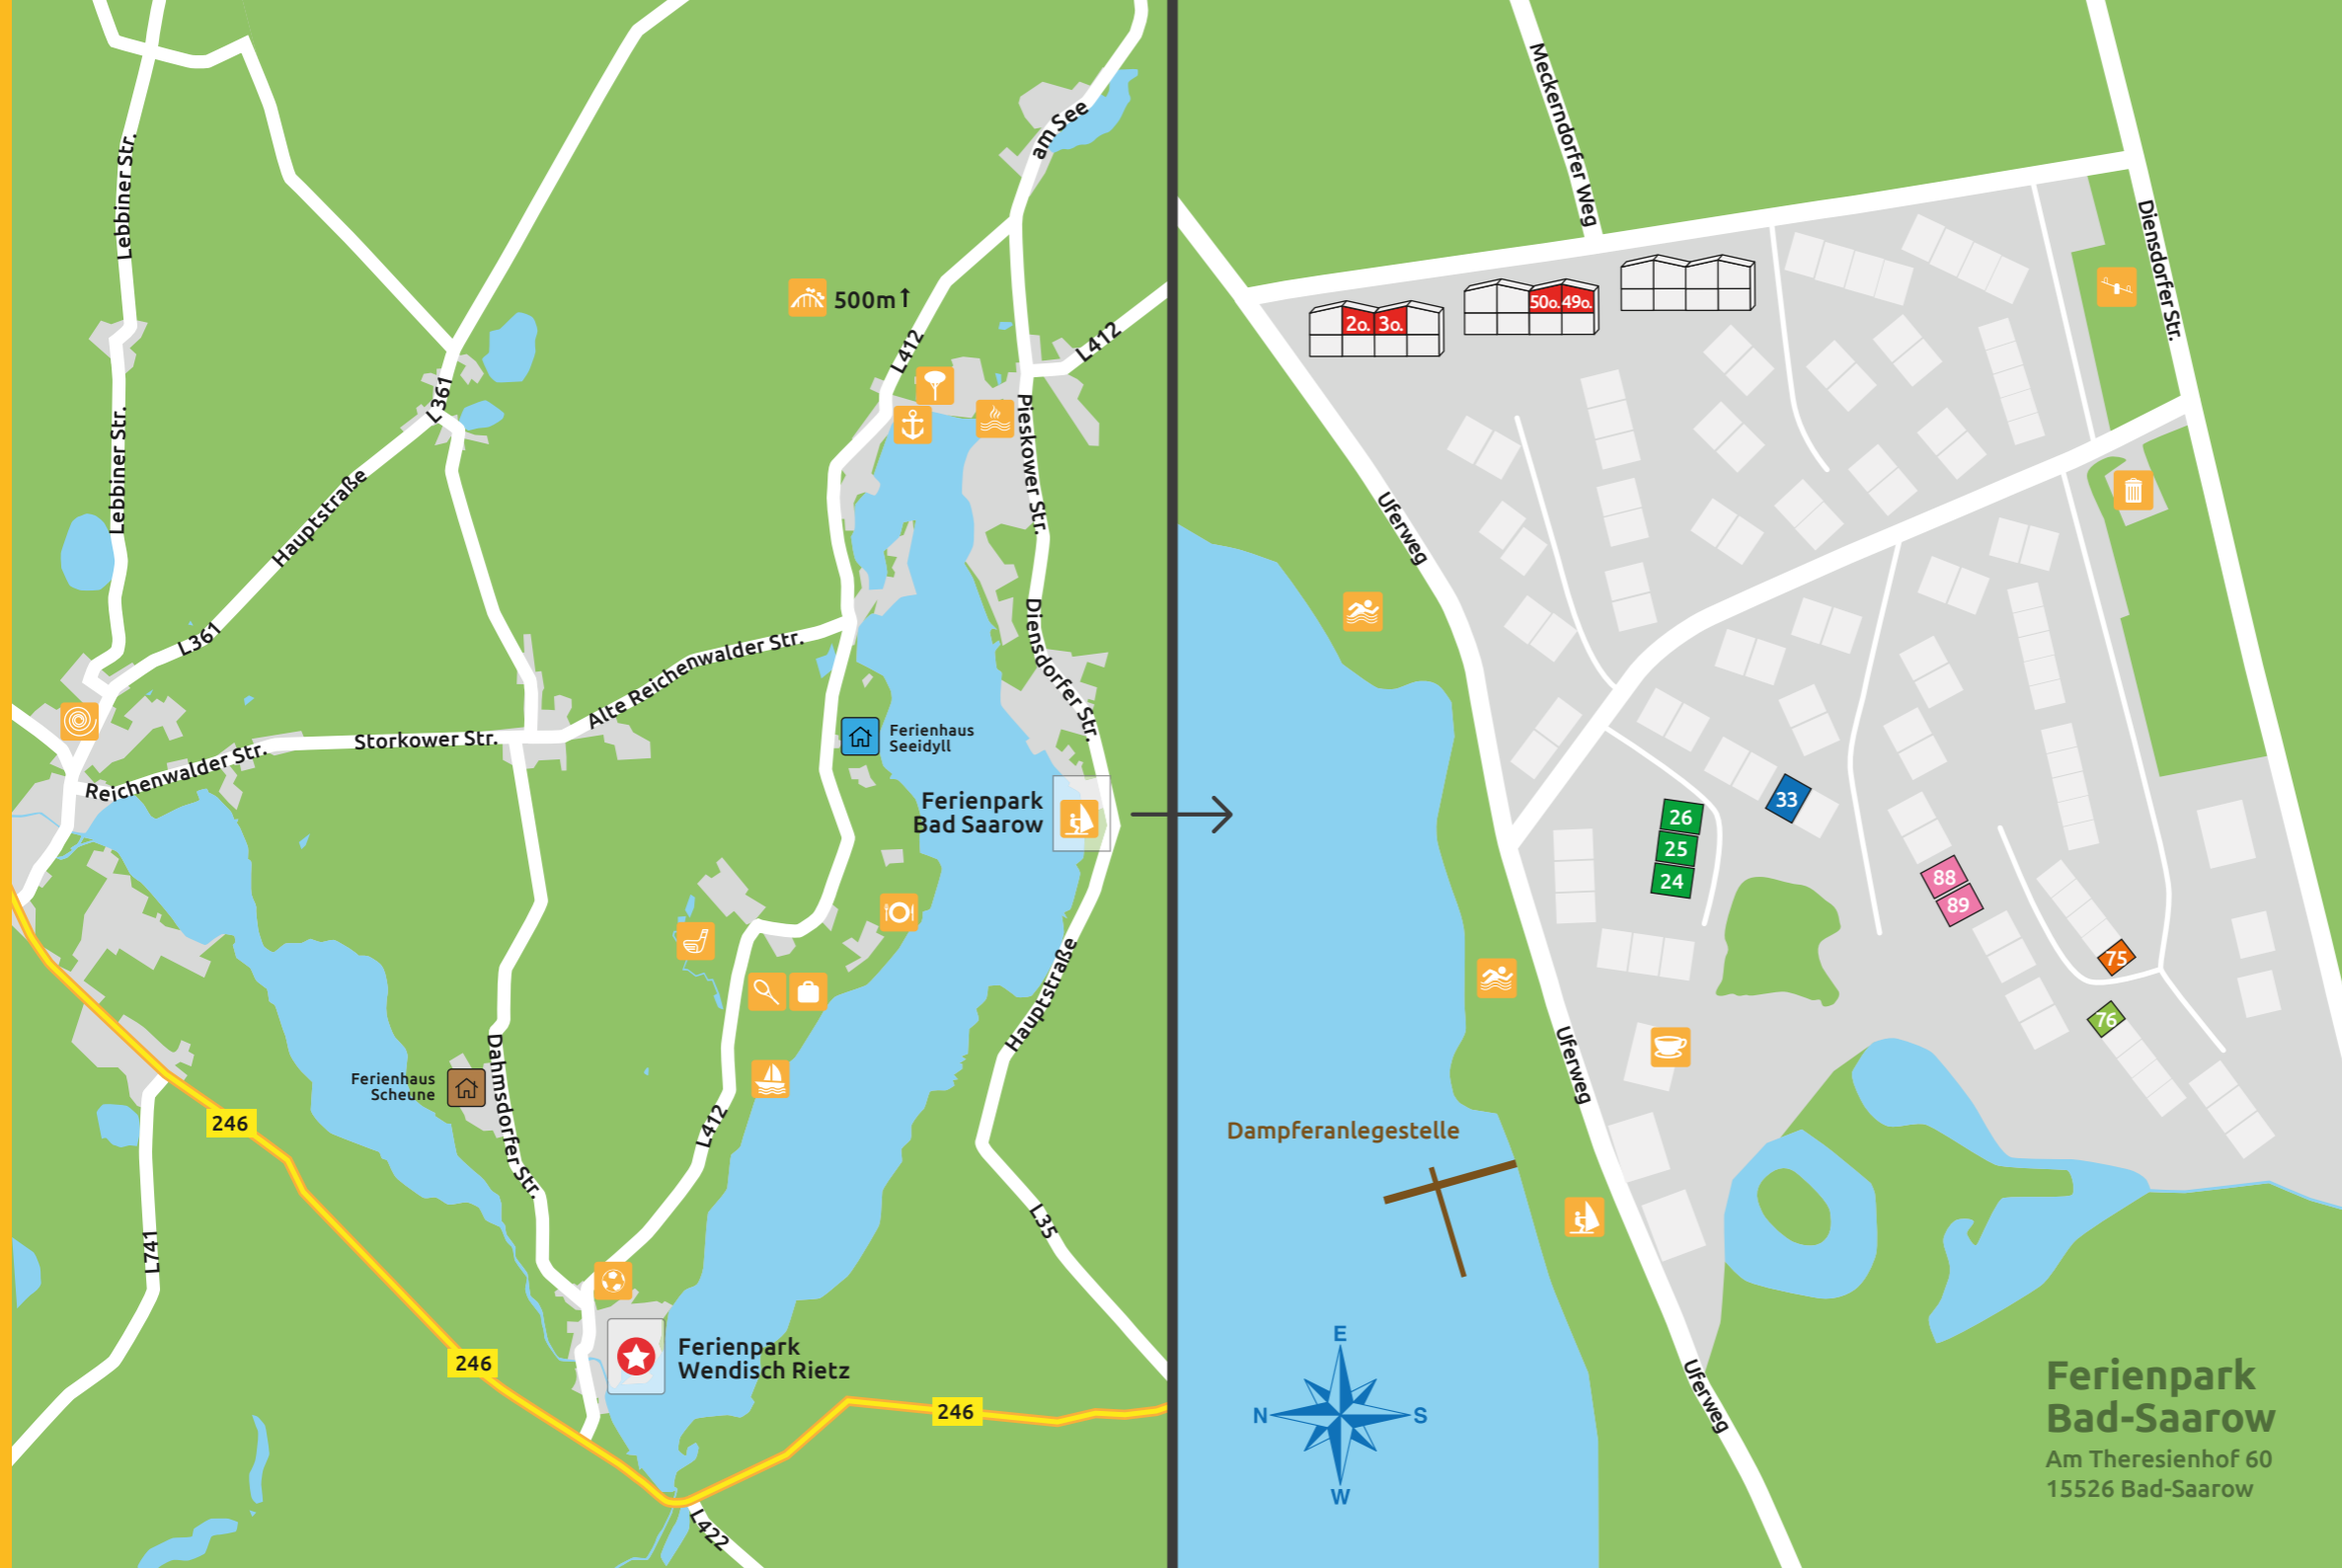 Lebbiner Str.
Lebbiner Str.
L361
Hauptstraße
L361
Reichenwalder Str.
Storkower Str.
Alte Reichenwalder Str.
500m↑
am See
L412
L412
Pieskower Str.
Diensdorfer Str.
Ferienhaus
Seeidyll
Ferienpark
Bad Saarow
Hauptstraße
Ferienhaus
Scheune
Dahmsdorfer Str.
L412
L35
246
L741
246
Ferienpark
Wendisch Rietz
246
L422
Meckerndorfer Weg
Diensdorfer Str.
2o. 3o.
50o. 49o.
Uferweg
33
26
25
24
88
89
75
76
Uferweg
Dampferanlegestelle
Uferweg
E
N
S
W
Ferienpark
Bad-Saarow
Am Theresienhof 60
15526 Bad-Saarow